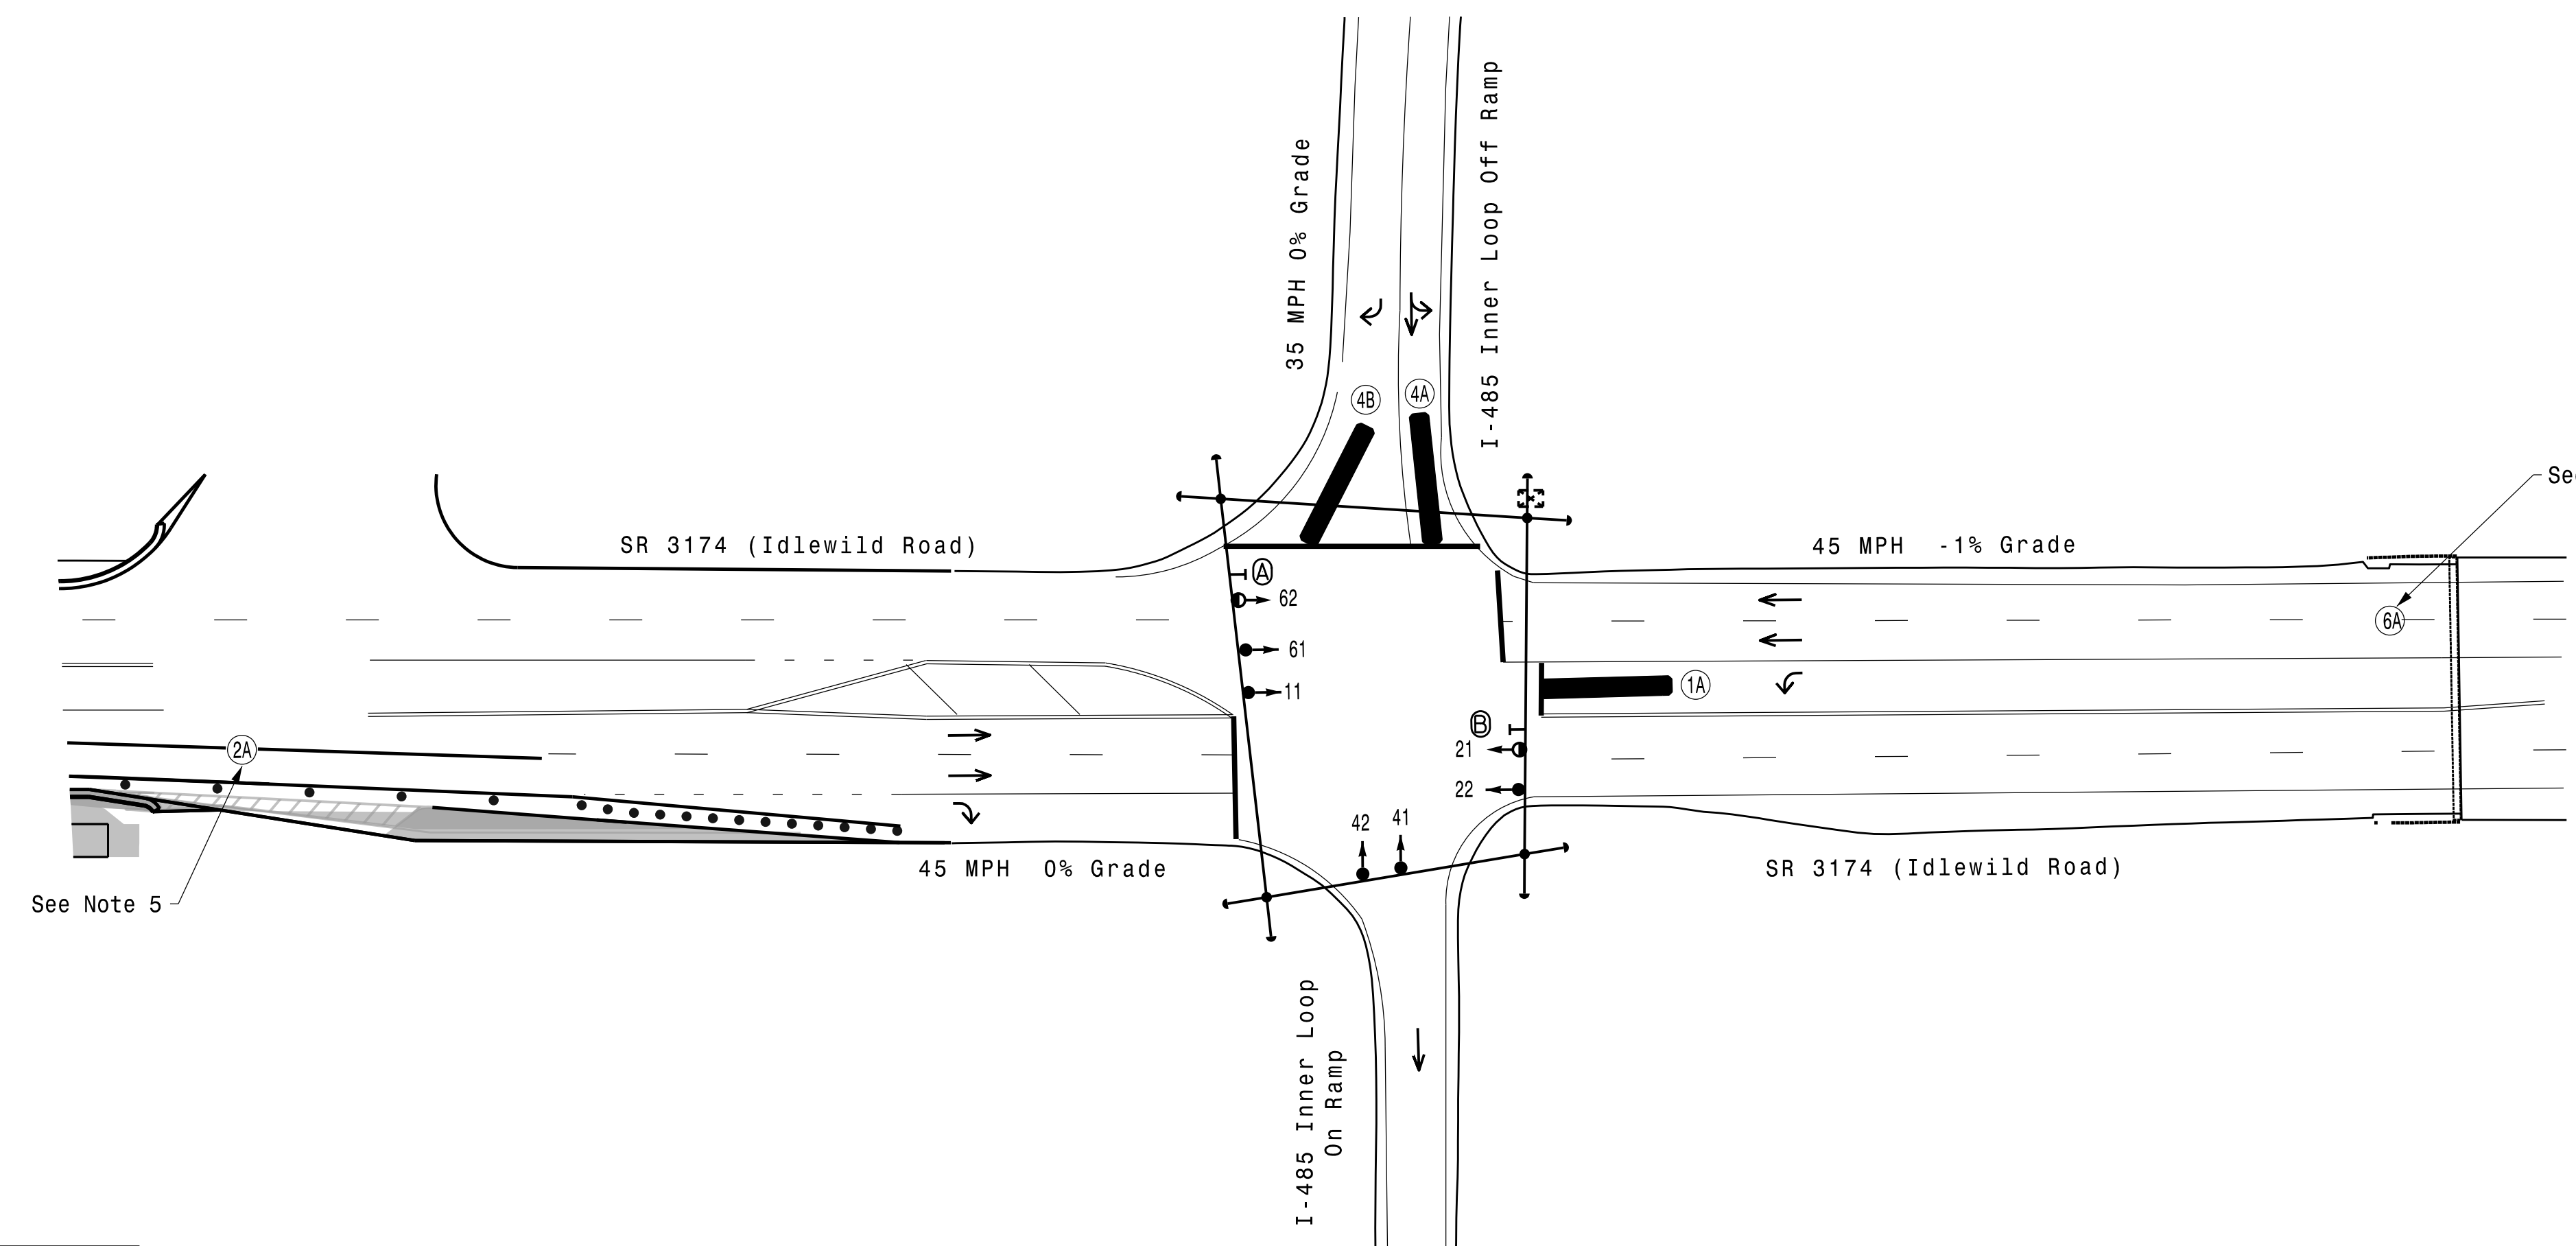 35 MPH 0% Grade
I-485 Inner Loop Off Ramp
4B
4A
See
SR 3174 (Idlewild Road)
45 MPH -1% Grade
A
62
61
11
6A
1A
B
21
22
2A
42
41
45 MPH 0% Grade
SR 3174 (Idlewild Road)
See Note 5
I-485 Inner Loop
On Ramp